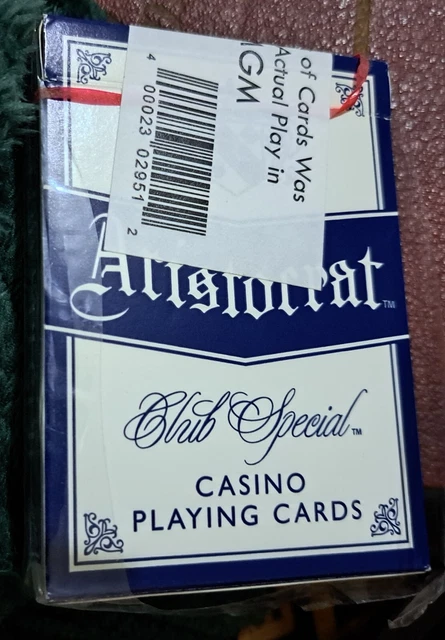 of Cards Was
Actual Play in
GM
4 00023 02951 2
Aristocrat™
Club Special™
CASINO
PLAYING CARDS